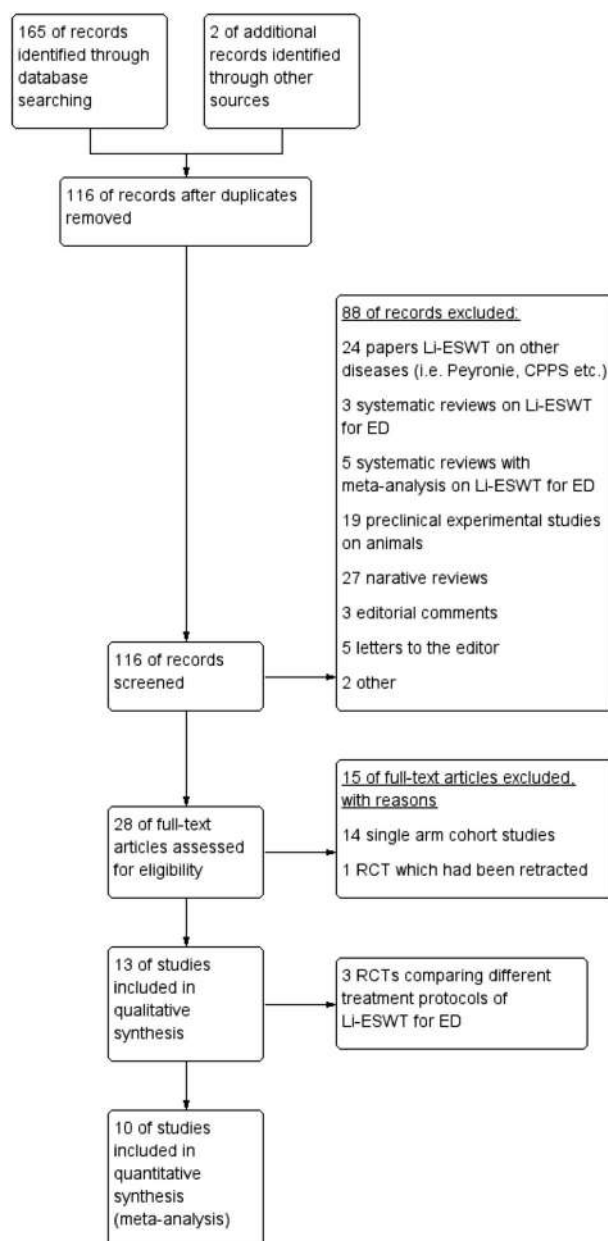 165 of records
identified through
database
searching
2 of additional
records identified
through other
sources
116 of records after duplicates
removed
88 of records excluded:
24 papers Li-ESWT on other
diseases (i.e. Peyronie, CPPS etc.)
3 systematic reviews on Li-ESWT
for ED
5 systematic reviews with
meta-analysis on Li-ESWT for ED
19 preclinical experimental studies
on animals
27 narative reviews
3 editorial comments
5 letters to the editor
2 other
116 of records
screened
15 of full-text articles excluded,
with reasons
14 single arm cohort studies
1 RCT which had been retracted
28 of full-text
articles assessed
for eligibility
13 of studies
included in
qualitative
synthesis
3 RCTs comparing different
treatment protocols of
Li-ESWT for ED
10 of studies
included in
quantitative
synthesis
(meta-analysis)